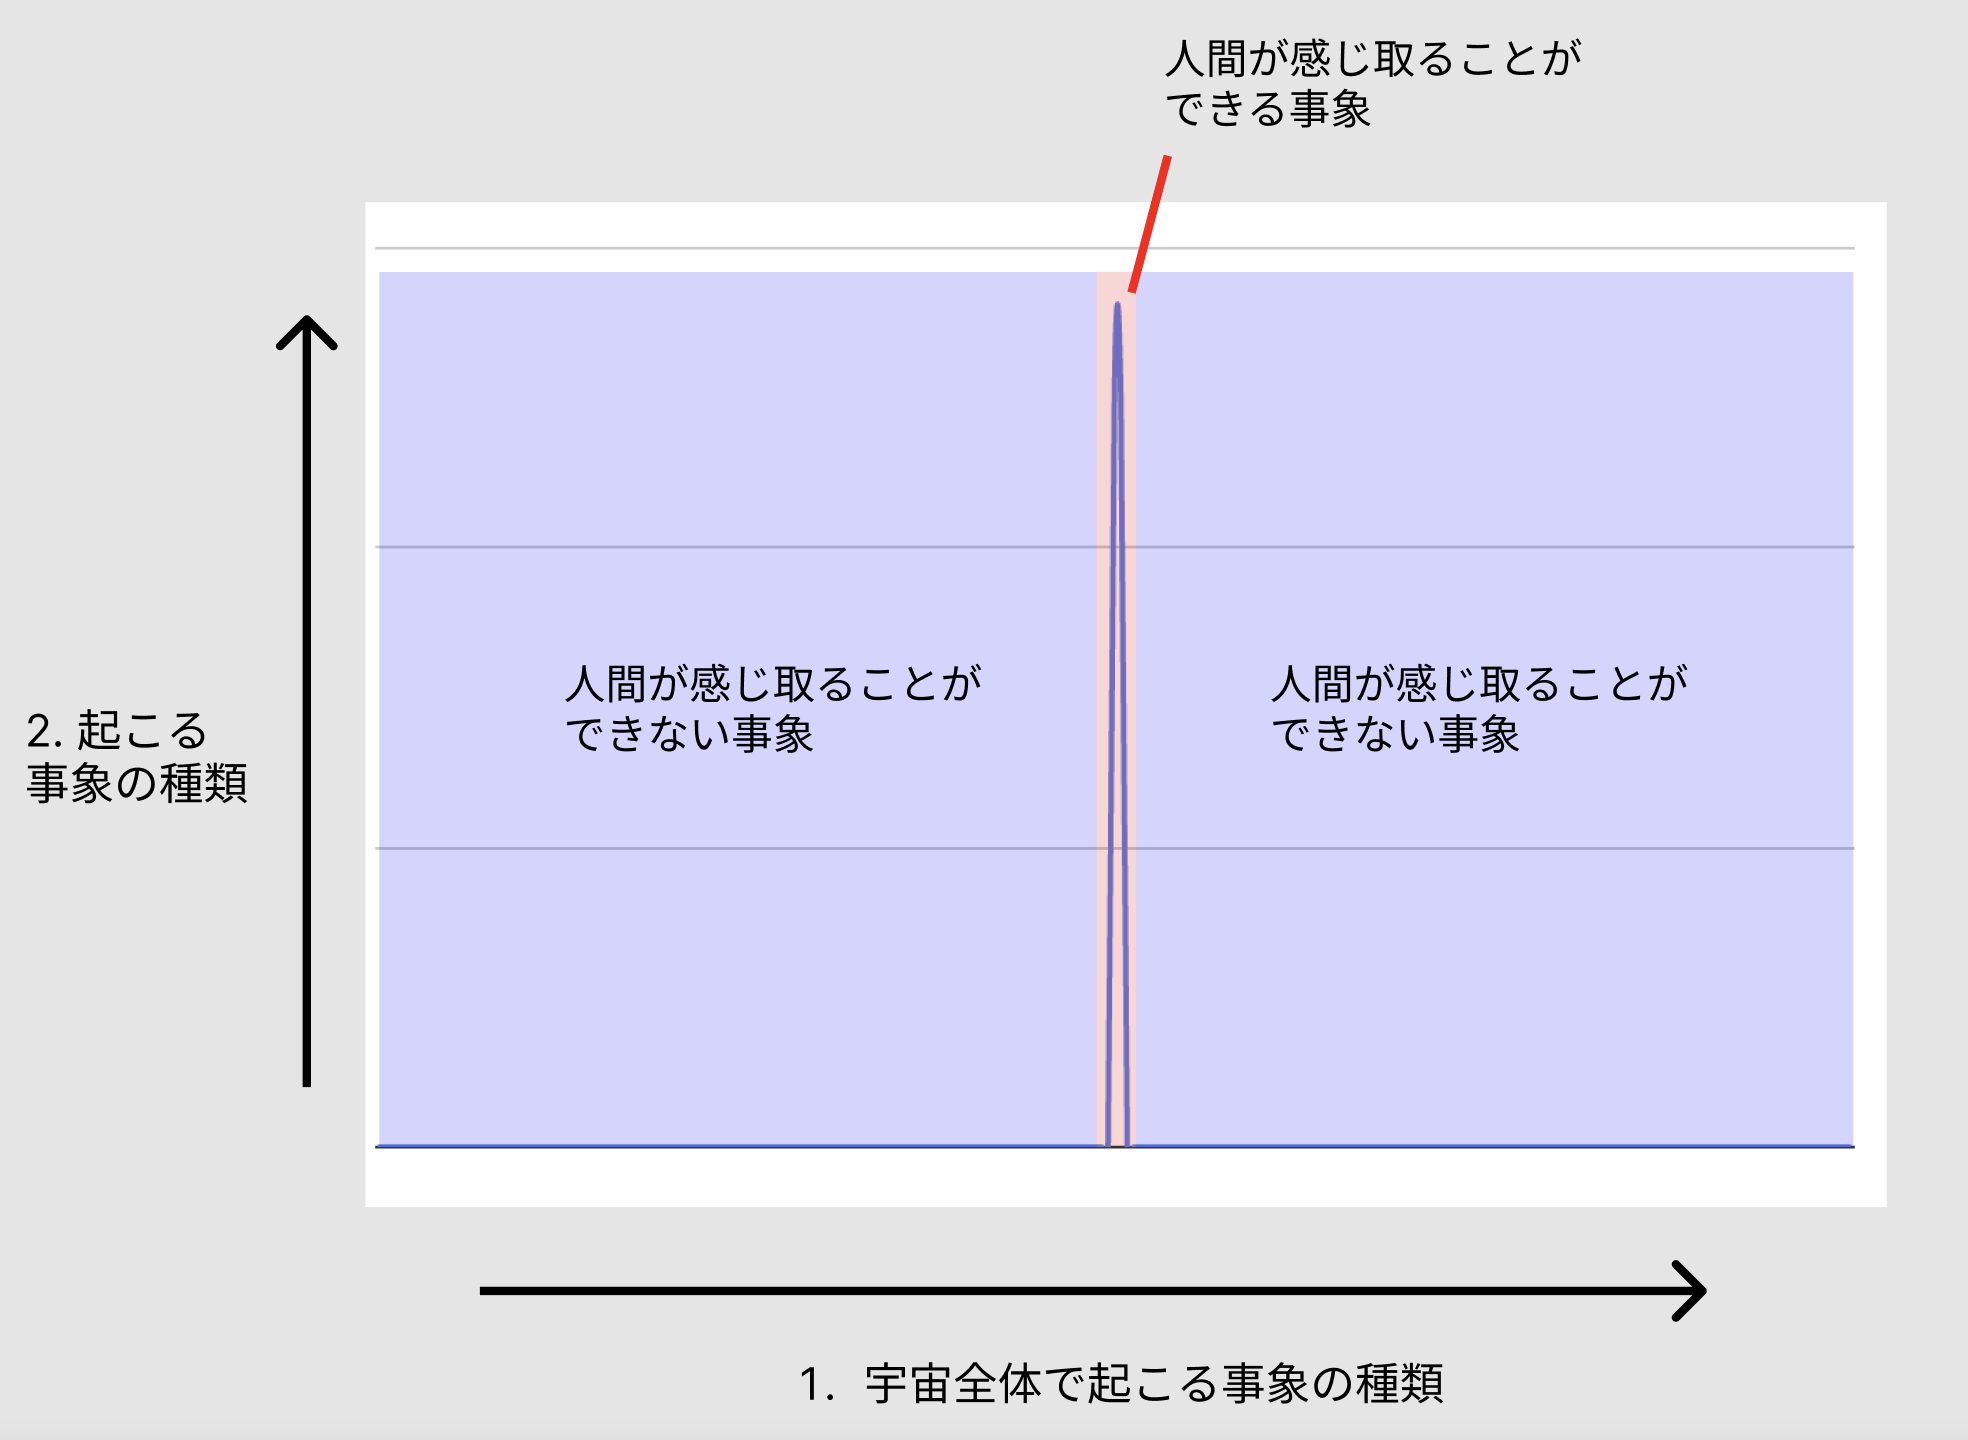 人間が感じ取ることが
できる事象
人間が感じ取ることが
できない事象
人間が感じ取ることが
できない事象
2. 起こる
事象の種類
1. 宇宙全体で起こる事象の種類